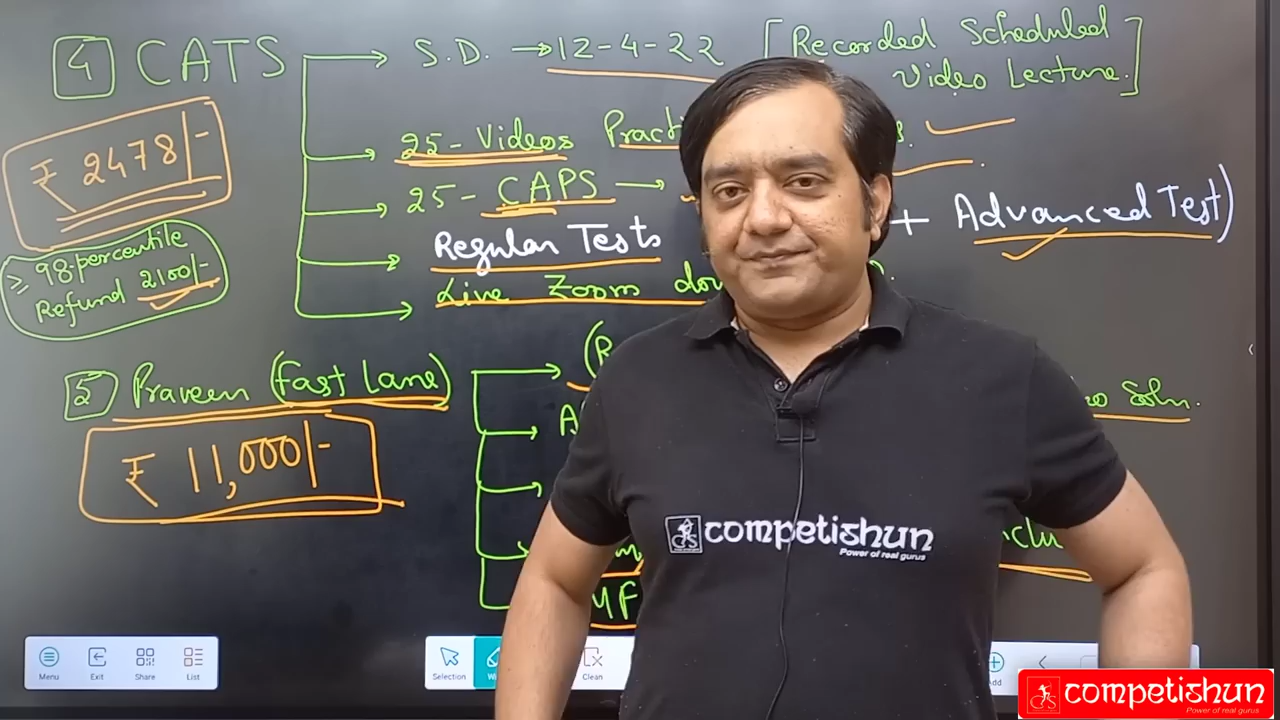 4 CATS
S.D. → 12-4-22 [Recorded Scheduled
Video Lecture.]
₹ 2478/-
25-Videos
25- CAPS →
Regular Tests + Advanced Test)
Live Zoom
≥ 98 percentile
Refund 2100/-
5 Praveen (Fast Lane)
Soln.
₹ 11,000/-
competishun
Power of real gurus
Menu
Exit
Share
List
Selection
Clean
Add
competishun
Power of real gurus